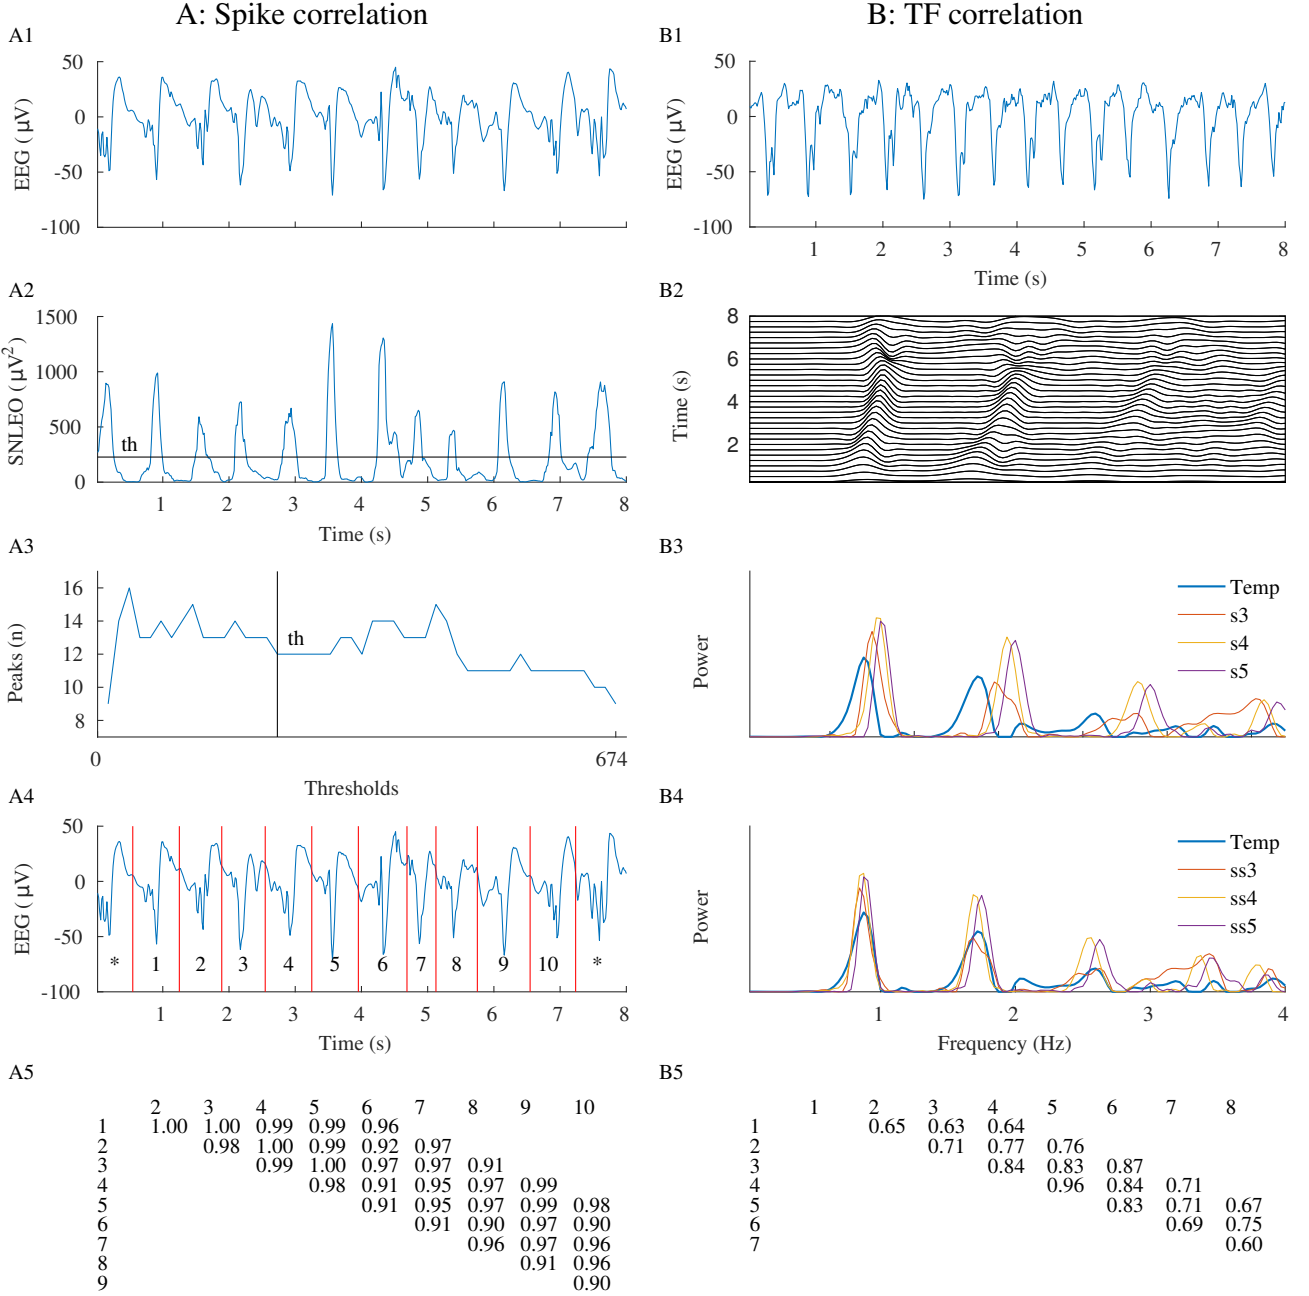 A: Spike correlation
A1
50
0
-50
-100
EEG ( μV)
A2
1500
1000
500
0
SNLEO ( μV2)
th
1 2 3 4 5 6 7 8
Time (s)
A3
16
14
12
10
8
Peaks (n)
th
0 674
Thresholds
A4
50
0
-50
-100
EEG ( μV)
* 1 2 3 4 5 6 7 8 9 10 *
1 2 3 4 5 6 7 8
Time (s)
A5
2 3 4 5 6 7 8 9 10
1 1.00 1.00 0.99 0.99 0.96
2 0.98 1.00 0.99 0.92 0.97
3 0.99 1.00 0.97 0.97 0.91
4 0.98 0.91 0.95 0.97 0.99
5 0.91 0.95 0.97 0.99 0.98
6 0.91 0.90 0.97 0.90
7 0.96 0.97 0.96
8 0.91 0.96
9 0.90
B: TF correlation
B1
50
0
-50
-100
EEG ( μV)
1 2 3 4 5 6 7 8
Time (s)
B2
8
6
4
2
Time (s)
B3
Power
Temp
s3
s4
s5
B4
Power
Temp
ss3
ss4
ss5
1 2 3 4
Frequency (Hz)
B5
1 2 3 4 5 6 7 8
1 0.65 0.63 0.64
2 0.71 0.77 0.76
3 0.84 0.83 0.87
4 0.96 0.84 0.71
5 0.83 0.71 0.67
6 0.69 0.75
7 0.60